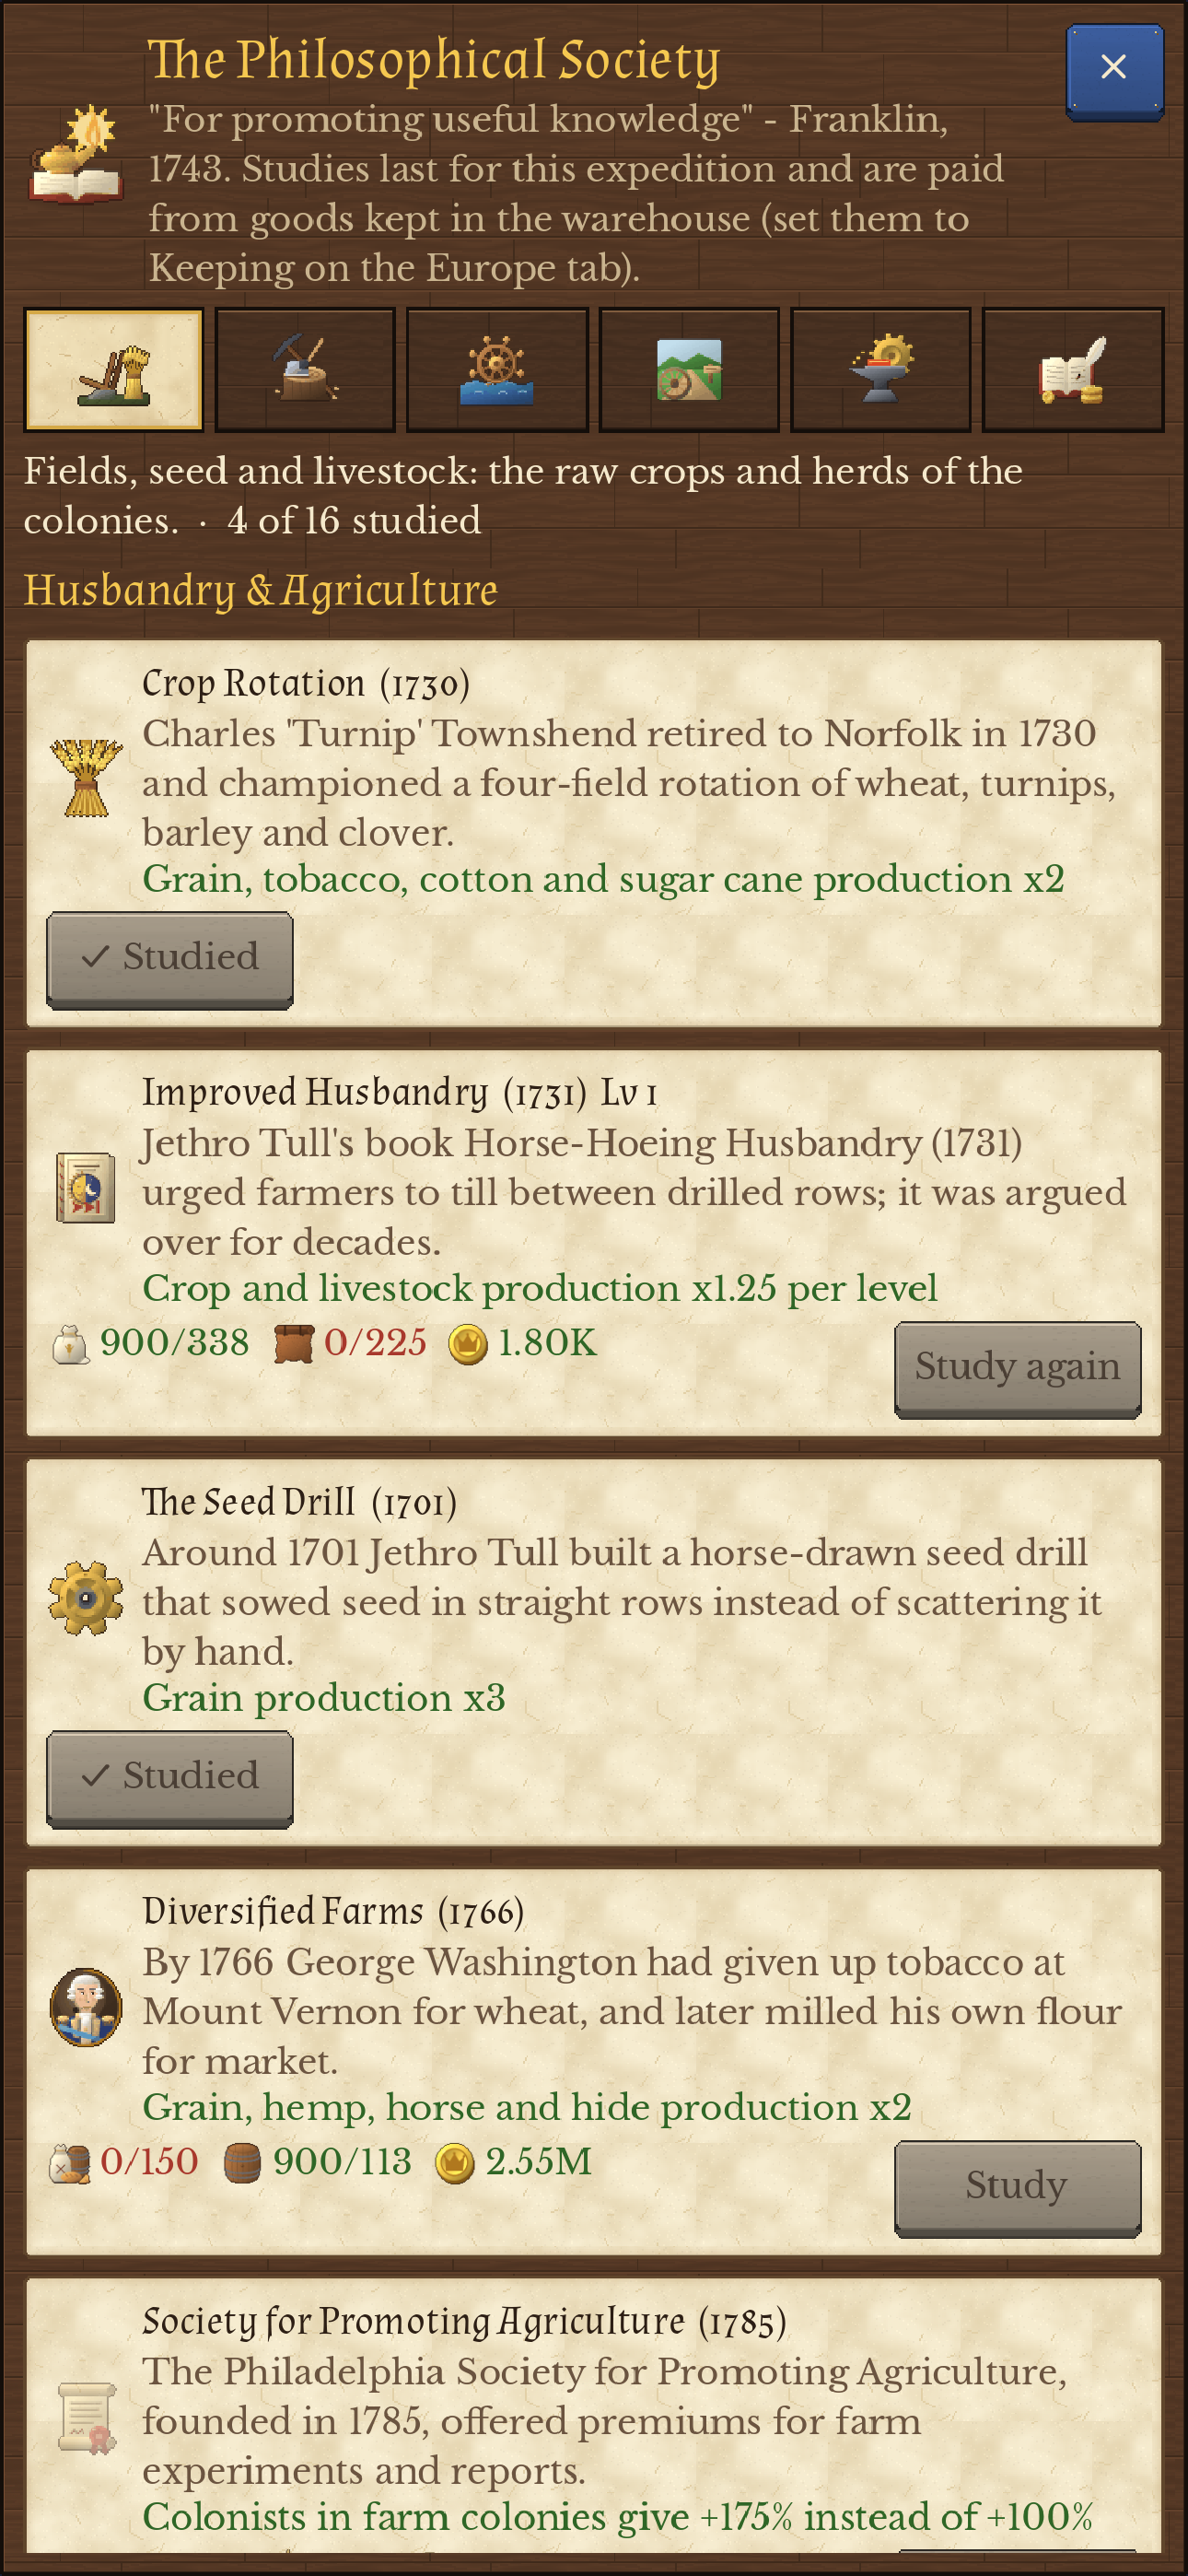 The Philosophical Society
"For promoting useful knowledge" - Franklin,
1743. Studies last for this expedition and are paid
from goods kept in the warehouse (set them to
Keeping on the Europe tab).
Fields, seed and livestock: the raw crops and herds of the
colonies. · 4 of 16 studied
Husbandry & Agriculture
Crop Rotation (1730)
Charles 'Turnip' Townshend retired to Norfolk in 1730
and championed a four-field rotation of wheat, turnips,
barley and clover.
Grain, tobacco, cotton and sugar cane production x2
✓ Studied
Improved Husbandry (1731) Lv 1
Jethro Tull's book Horse-Hoeing Husbandry (1731)
urged farmers to till between drilled rows; it was argued
over for decades.
Crop and livestock production x1.25 per level
900/338 0/225 1.80K
Study again
The Seed Drill (1701)
Around 1701 Jethro Tull built a horse-drawn seed drill
that sowed seed in straight rows instead of scattering it
by hand.
Grain production x3
✓ Studied
Diversified Farms (1766)
By 1766 George Washington had given up tobacco at
Mount Vernon for wheat, and later milled his own flour
for market.
Grain, hemp, horse and hide production x2
0/150 900/113 2.55M
Study
Society for Promoting Agriculture (1785)
The Philadelphia Society for Promoting Agriculture,
founded in 1785, offered premiums for farm
experiments and reports.
Colonists in farm colonies give +175% instead of +100%